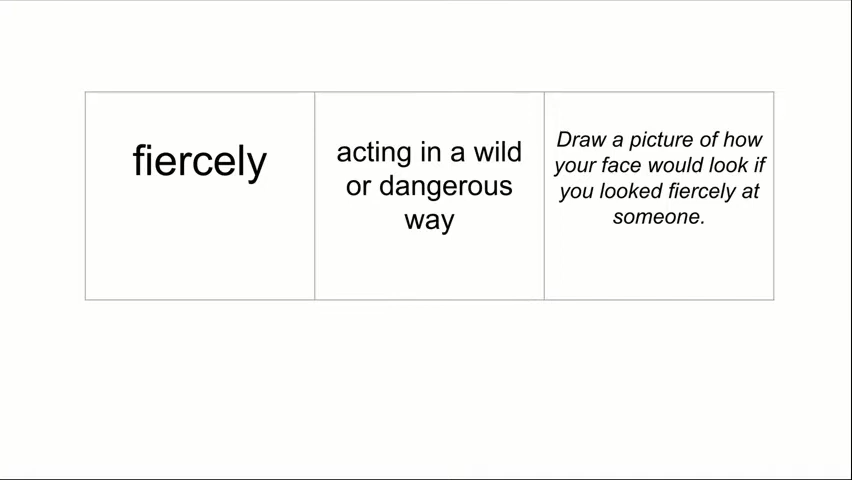 fiercely
acting in a wild
or dangerous
way
Draw a picture of how
your face would look if
you looked fiercely at
someone.